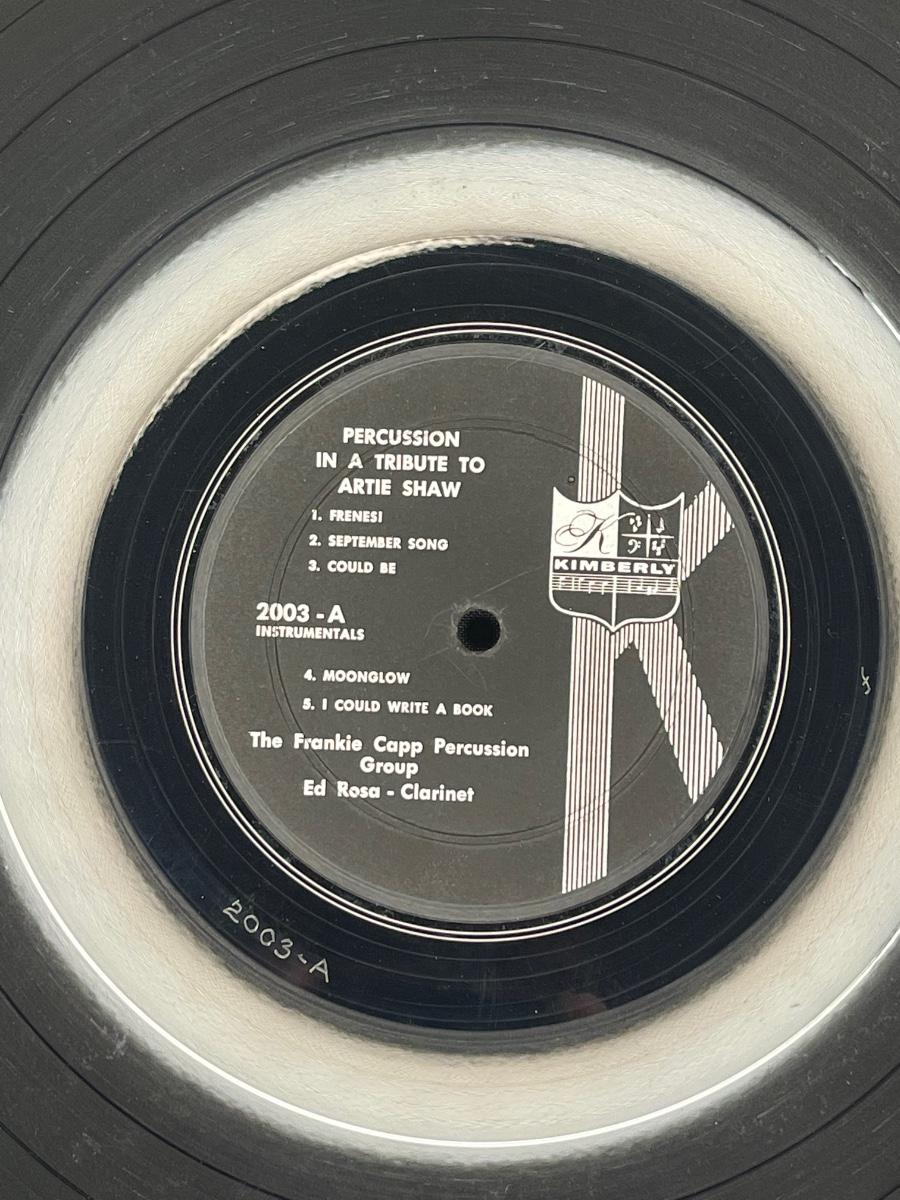 PERCUSSION
IN A TRIBUTE TO
ARTIE SHAW
1. FRENESI
2. SEPTEMBER SONG
3. COULD BE
2003 - A
INSTRUMENTALS
4. MOONGLOW
5. I COULD WRITE A BOOK
The Frankie Capp Percussion
Group
Ed Rosa - Clarinet
K
KIMBERLY
2003-A